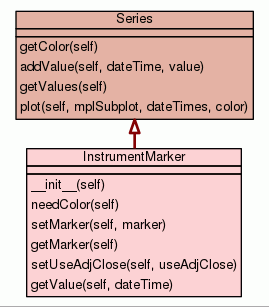 Series
getColor(self)
addValue(self, dateTime, value)
getValues(self)
plot(self, mplSubplot, dateTimes, color)
InstrumentMarker
__init__(self)
needColor(self)
setMarker(self, marker)
getMarker(self)
setUseAdjClose(self, useAdjClose)
getValue(self, dateTime)